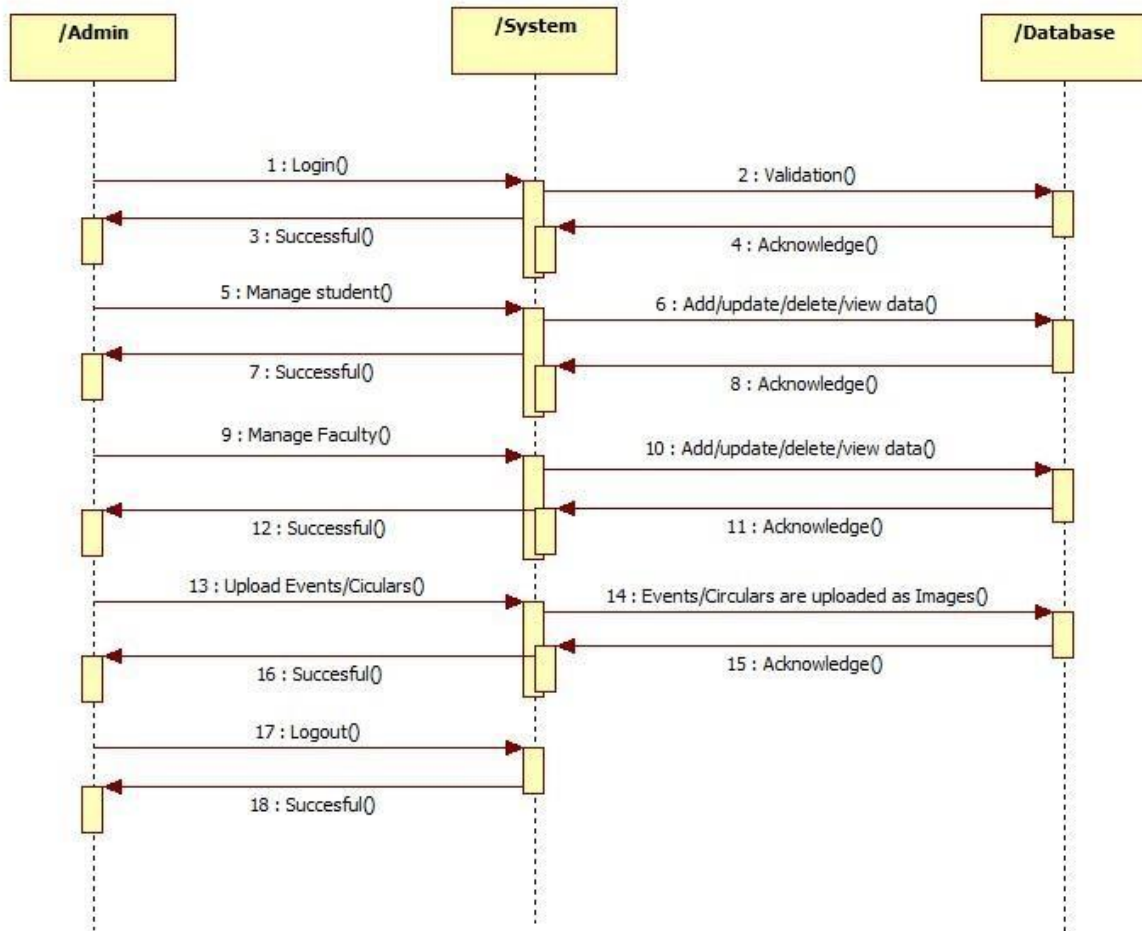 /Admin
/System
/Database
1 : Login()
2 : Validation()
3 : Successful()
4 : Acknowledge()
5 : Manage student()
6 : Add/update/delete/view data()
7 : Successful()
8 : Acknowledge()
9 : Manage Faculty()
10 : Add/update/delete/view data()
12 : Successful()
11 : Acknowledge()
13 : Upload Events/Ciculars()
14 : Events/Circulars are uploaded as Images()
16 : Succesful()
15 : Acknowledge()
17 : Logout()
18 : Succesful()